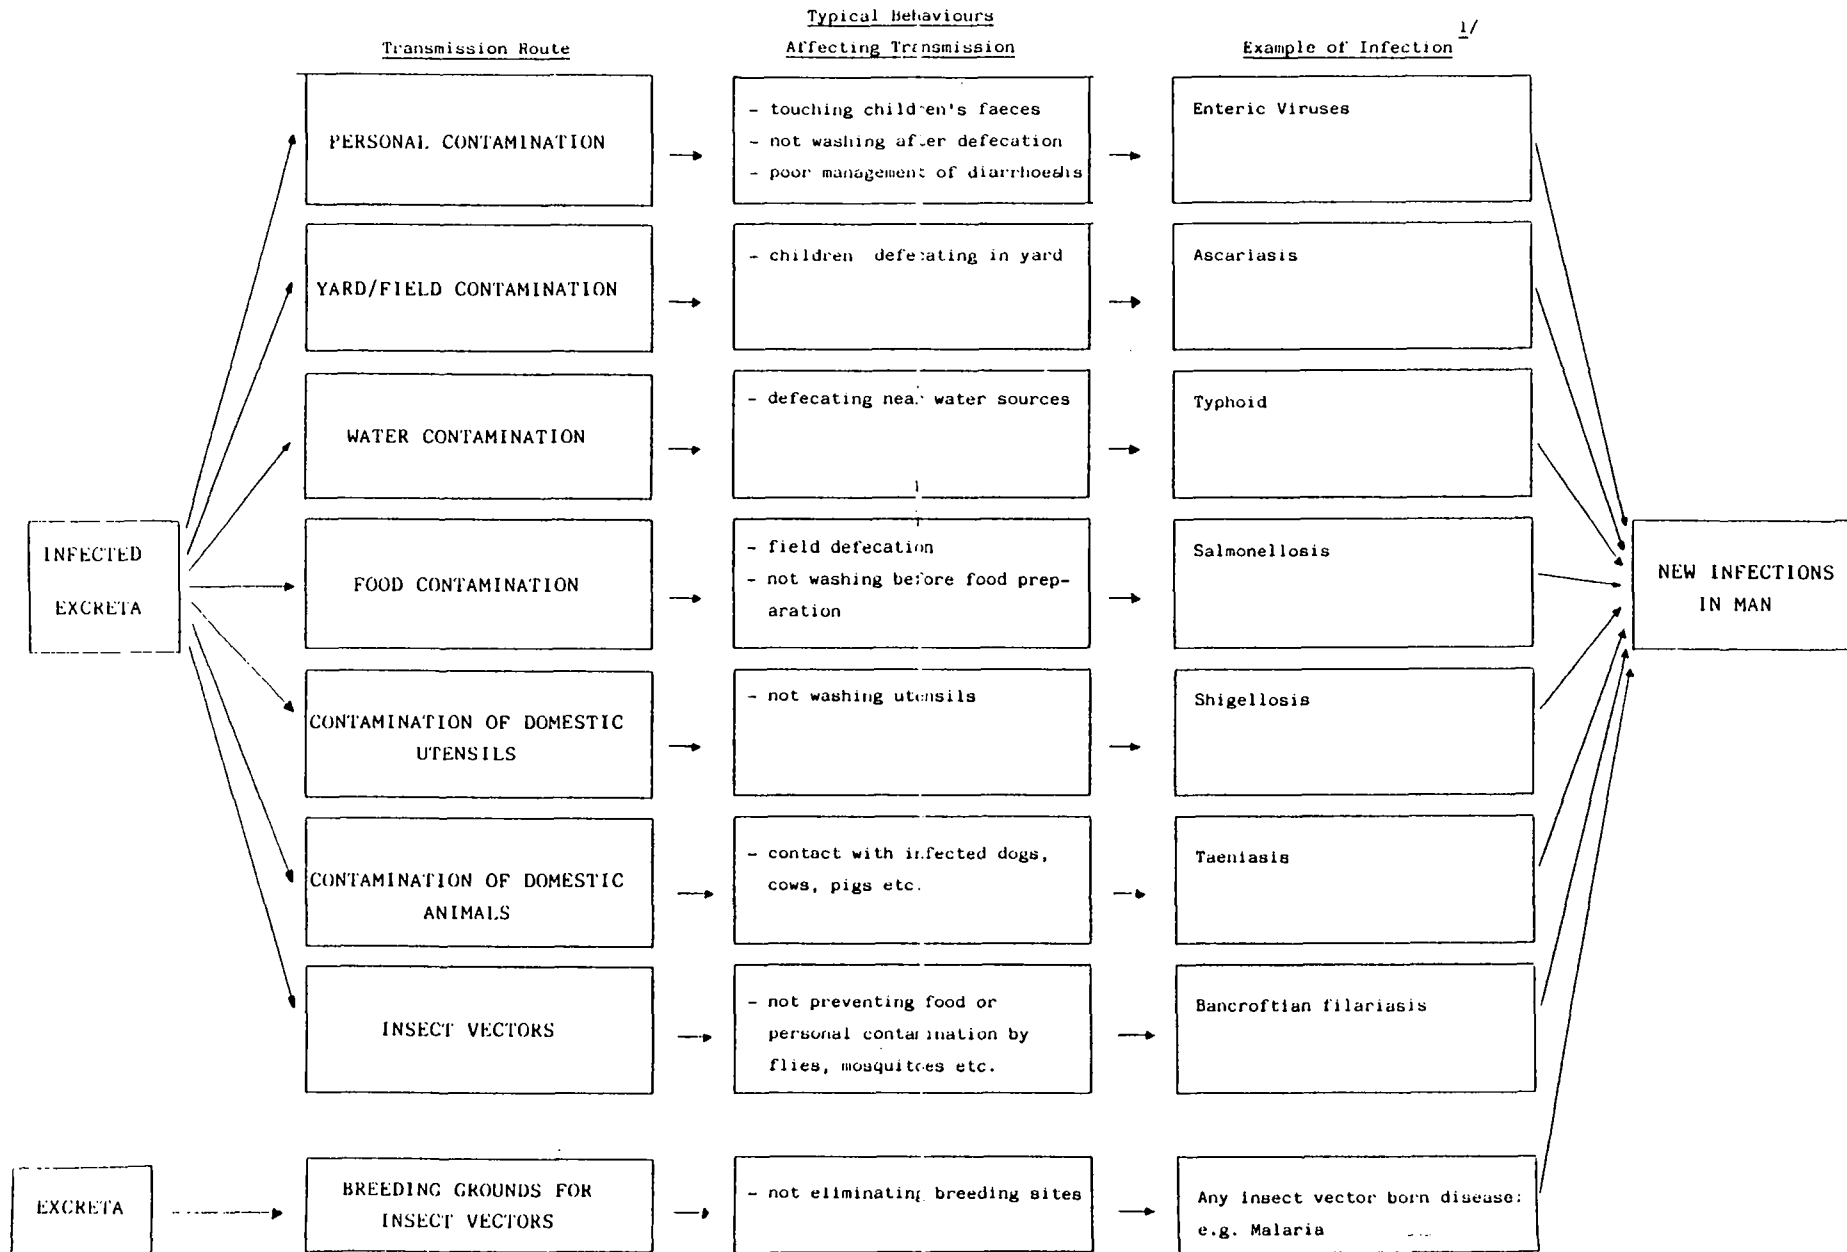 Typical Behaviours
Transmission Route Affecting Transmission Example of Infection 1/
PERSONAL CONTAMINATION
- touching children's faeces
- not washing after defecation
- poor management of diarrhoeahs
Enteric Viruses
YARD/FIELD CONTAMINATION
- children defecating in yard
Ascariasis
WATER CONTAMINATION
- defecating near water sources
Typhoid
INFECTED
EXCRETA
FOOD CONTAMINATION
- field defecation
- not washing before food prep-
aration
Salmonellosis
NEW INFECTIONS
IN MAN
CONTAMINATION OF DOMESTIC
UTENSILS
- not washing utensils
Shigellosis
CONTAMINATION OF DOMESTIC
ANIMALS
- contact with infected dogs,
cows, pigs etc.
Taeniasis
INSECT VECTORS
- not preventing food or
personal contamination by
flies, mosquitoes etc.
Bancroftian filariasis
EXCRETA
BREEDING GROUNDS FOR
INSECT VECTORS
- not eliminating breeding sites
Any insect vector born disease:
e.g. Malaria